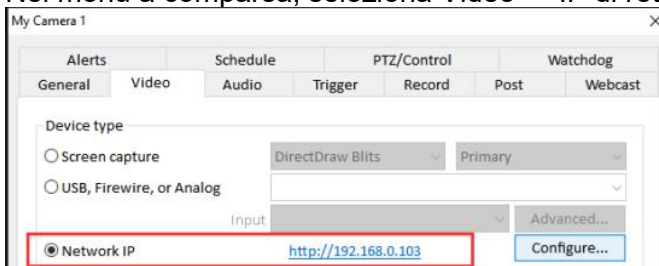 My Camera 1
Alerts Schedule PTZ/Control Watchdog
General Video Audio Trigger Record Post Webcast
Device type
Screen capture DirectDraw Blits Primary
USB, Firewire, or Analog
Input Advanced...
Network IP http://192.168.0.103 Configure...